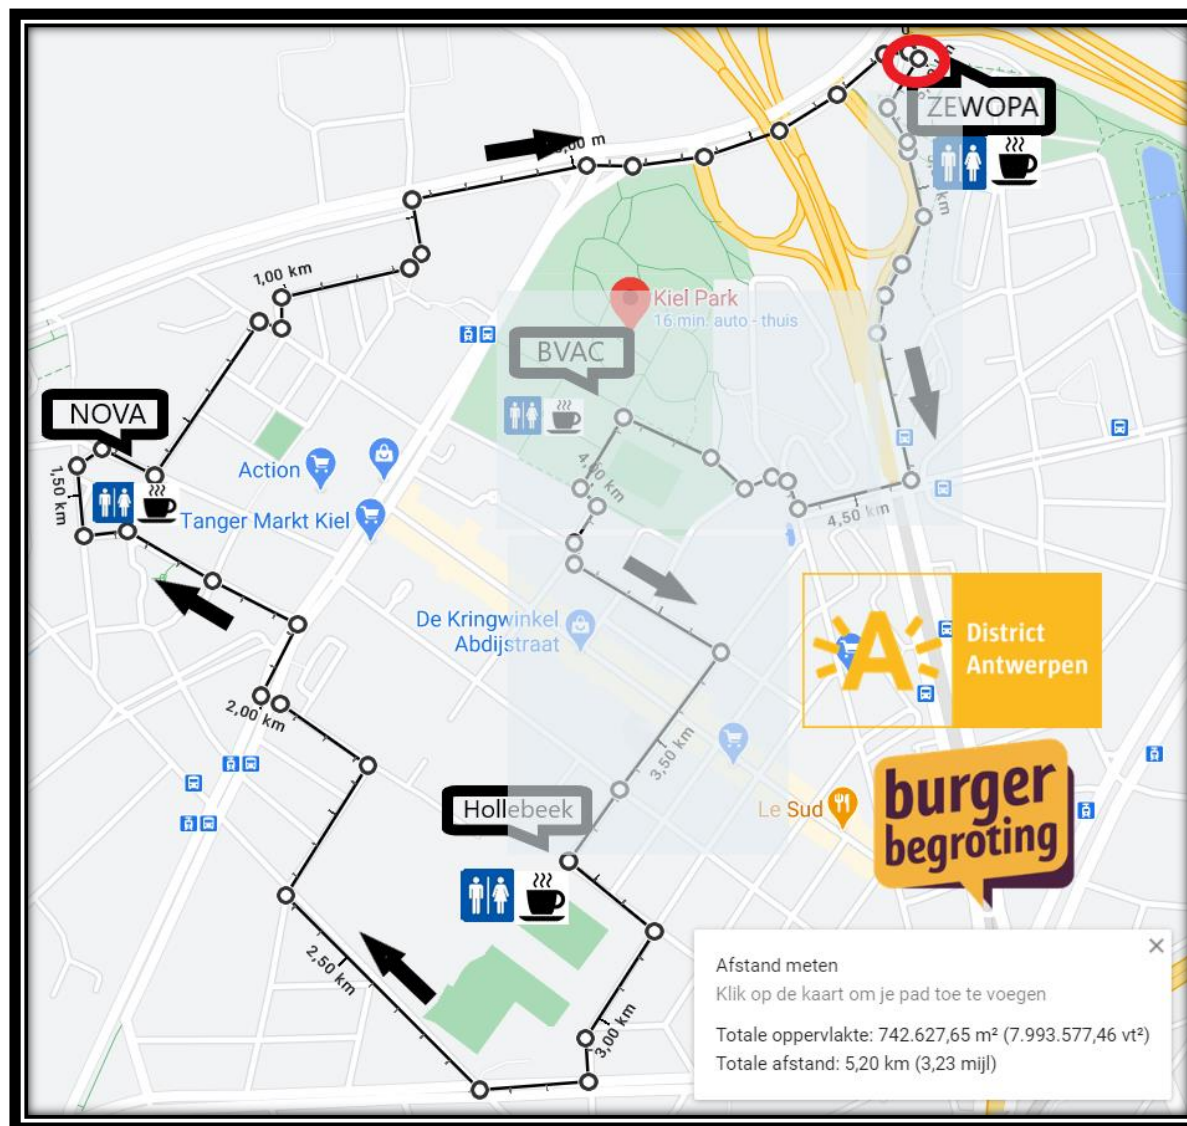 ZEWOPA
1,00 km
Kiel Park
16 min. auto - thuis
BVAC
NOVA
Action
1,50 km
4,00 km
Tanger Markt Kiel
4,50 km
De Kringwinkel
Abdijstraat
District
Antwerpen
2,00 km
3,50 km
Hollebeek
Le Sud
burger
begroting
2,50 km
3,00 km
Afstand meten
Klik op de kaart om je pad toe te voegen
Totale oppervlakte: 742.627,65 m² (7.993.577,46 vt²)
Totale afstand: 5,20 km (3,23 mijl)